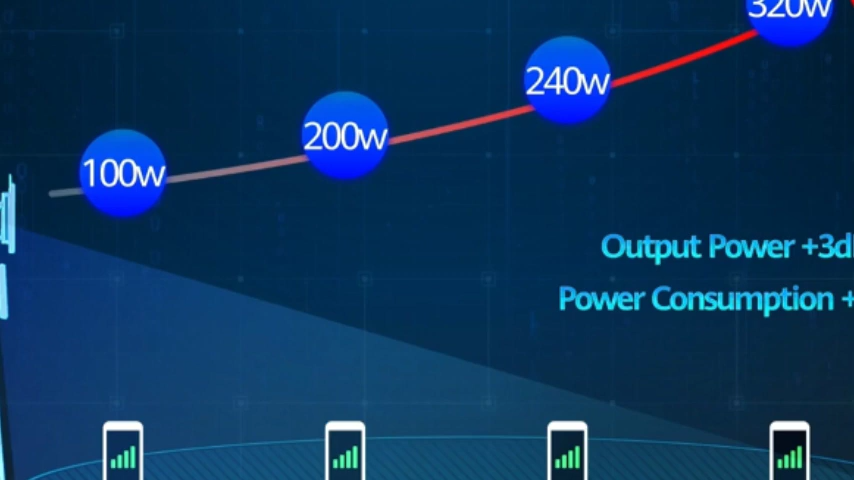 320w
240w
200w
100w
Output Power +3d
Power Consumption +